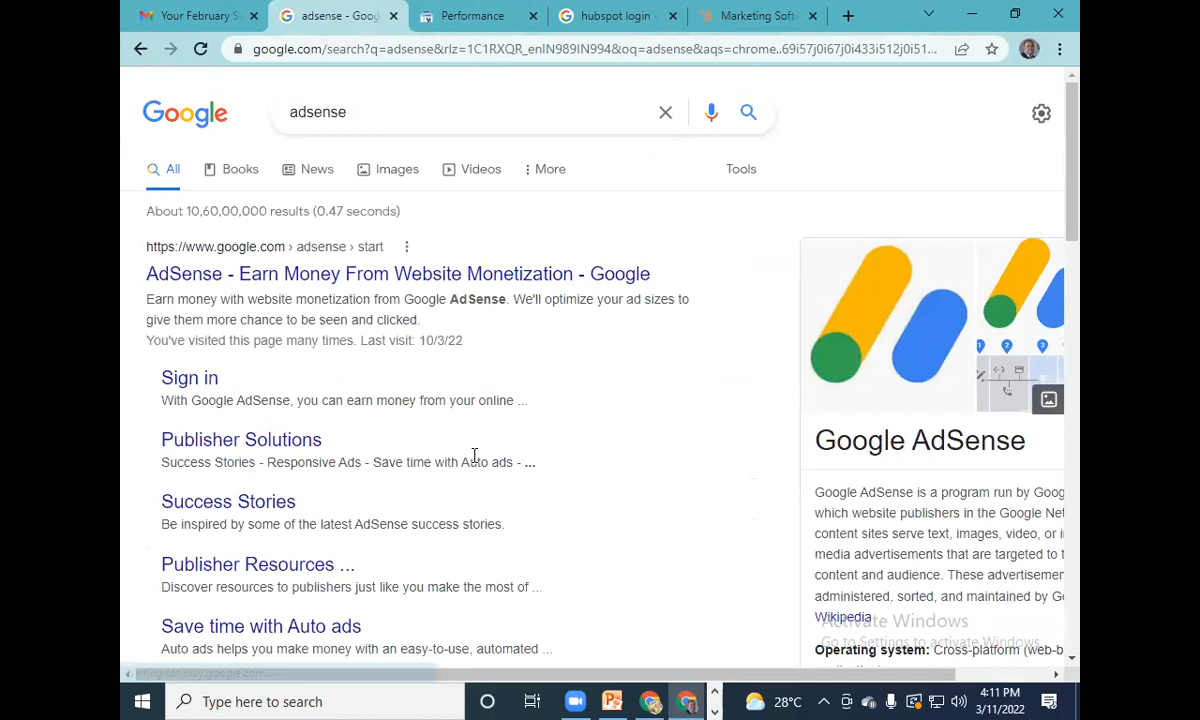 Your February S
adsense - Goog
Performance
hubspot login -
Marketing Soft
google.com/search?q=adsense&rlz=1C1RXQR_enIN989IN994&oq=adsense&aqs=chrome..69i57j0i67j0i433i512j0i51...
Google
adsense
All
Books
News
Images
Videos
More
Tools
About 10,60,00,000 results (0.47 seconds)
https://www.google.com › adsense › start
AdSense - Earn Money From Website Monetization - Google
Earn money with website monetization from Google AdSense. We'll optimize your ad sizes to
give them more chance to be seen and clicked.
You've visited this page many times. Last visit: 10/3/22
Sign in
With Google AdSense, you can earn money from your online ...
Publisher Solutions
Success Stories - Responsive Ads - Save time with Auto ads - ...
Success Stories
Be inspired by some of the latest AdSense success stories.
Publisher Resources ...
Discover resources to publishers just like you make the most of ...
Save time with Auto ads
Auto ads helps you make money with an easy-to-use, automated ...
1 2 3
Google AdSense
Google AdSense is a program run by Goog
which website publishers in the Google Net
content sites serve text, images, video, or i
media advertisements that are targeted to t
content and audience. These advertisemen
administered, sorted, and maintained by Go
Wikipedia
Activate Windows
Go to Settings to activate Windows.
Operating system: Cross-platform (web-b
Type here to search
28°C
4:11 PM
3/11/2022